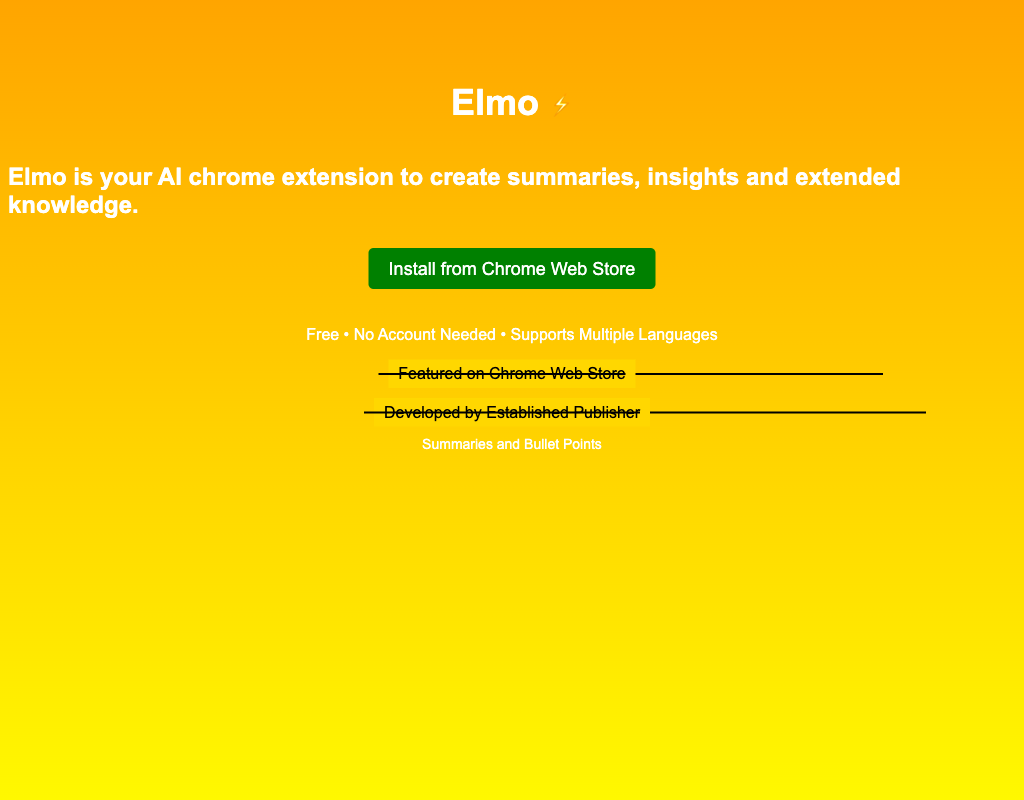 Elmo ⚡
Elmo is your AI chrome extension to create summaries, insights and extended
knowledge.
Install from Chrome Web Store
Free • No Account Needed • Supports Multiple Languages
Featured on Chrome Web Store
Developed by Established Publisher
Summaries and Bullet Points